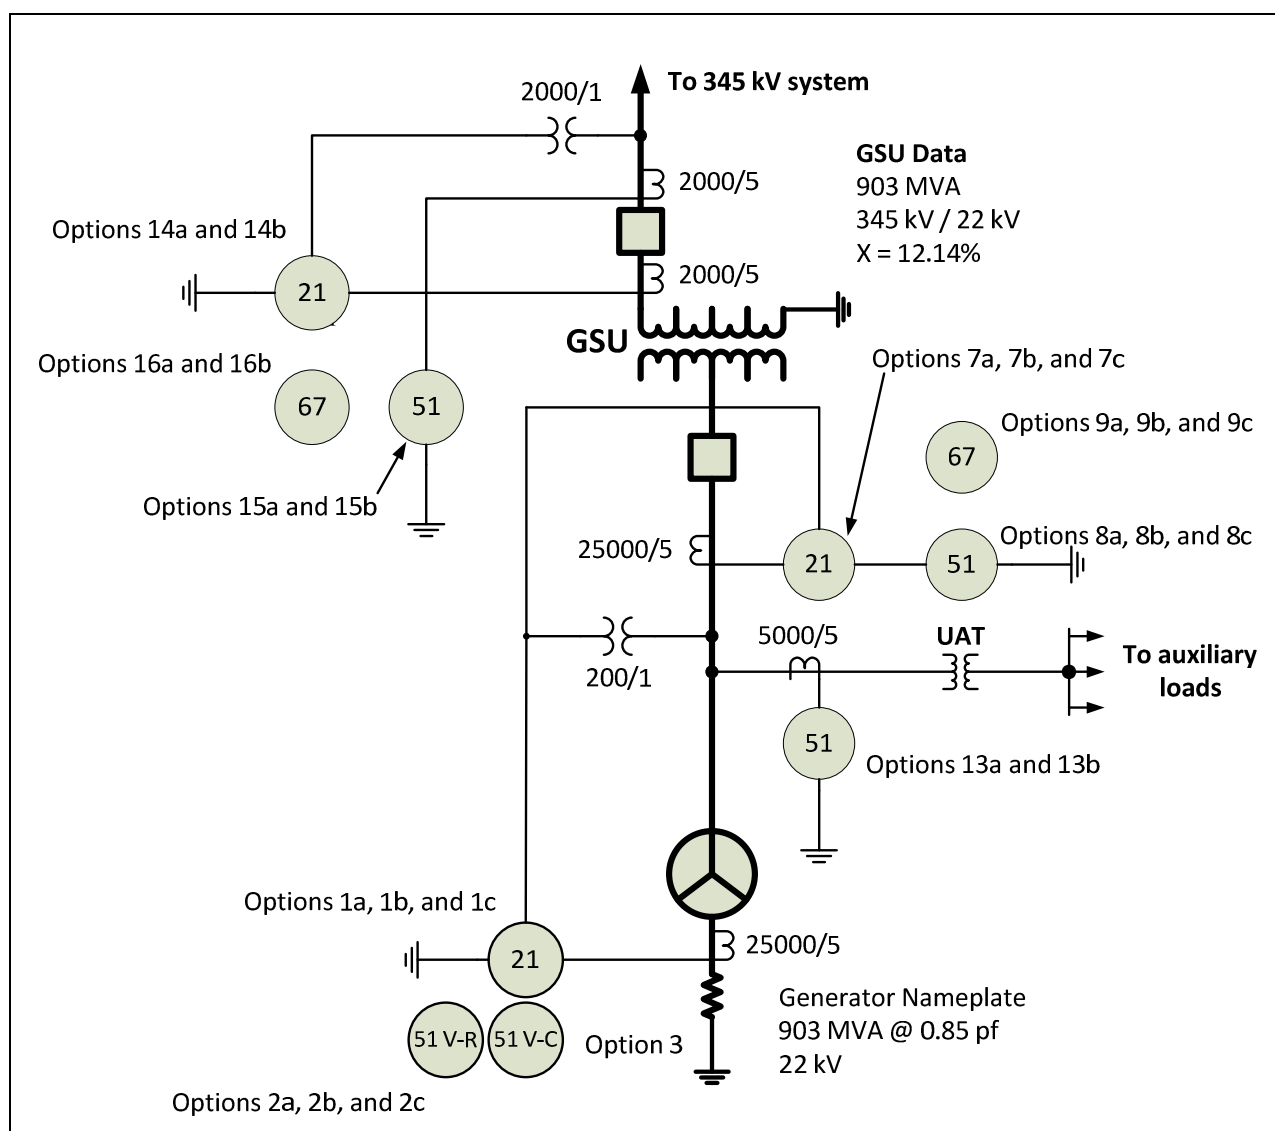 2000/1
To 345 kV system
GSU Data
903 MVA
345 kV / 22 kV
X = 12.14%
2000/5
Options 14a and 14b
2000/5
21
GSU
Options 16a and 16b
Options 7a, 7b, and 7c
67
51
Options 9a, 9b, and 9c
67
Options 15a and 15b
25000/5
Options 8a, 8b, and 8c
21
51
5000/5
UAT
To auxiliary
loads
200/1
51
Options 13a and 13b
Options 1a, 1b, and 1c
25000/5
21
Generator Nameplate
903 MVA @ 0.85 pf
22 kV
51 V-R
51 V-C
Option 3
Options 2a, 2b, and 2c